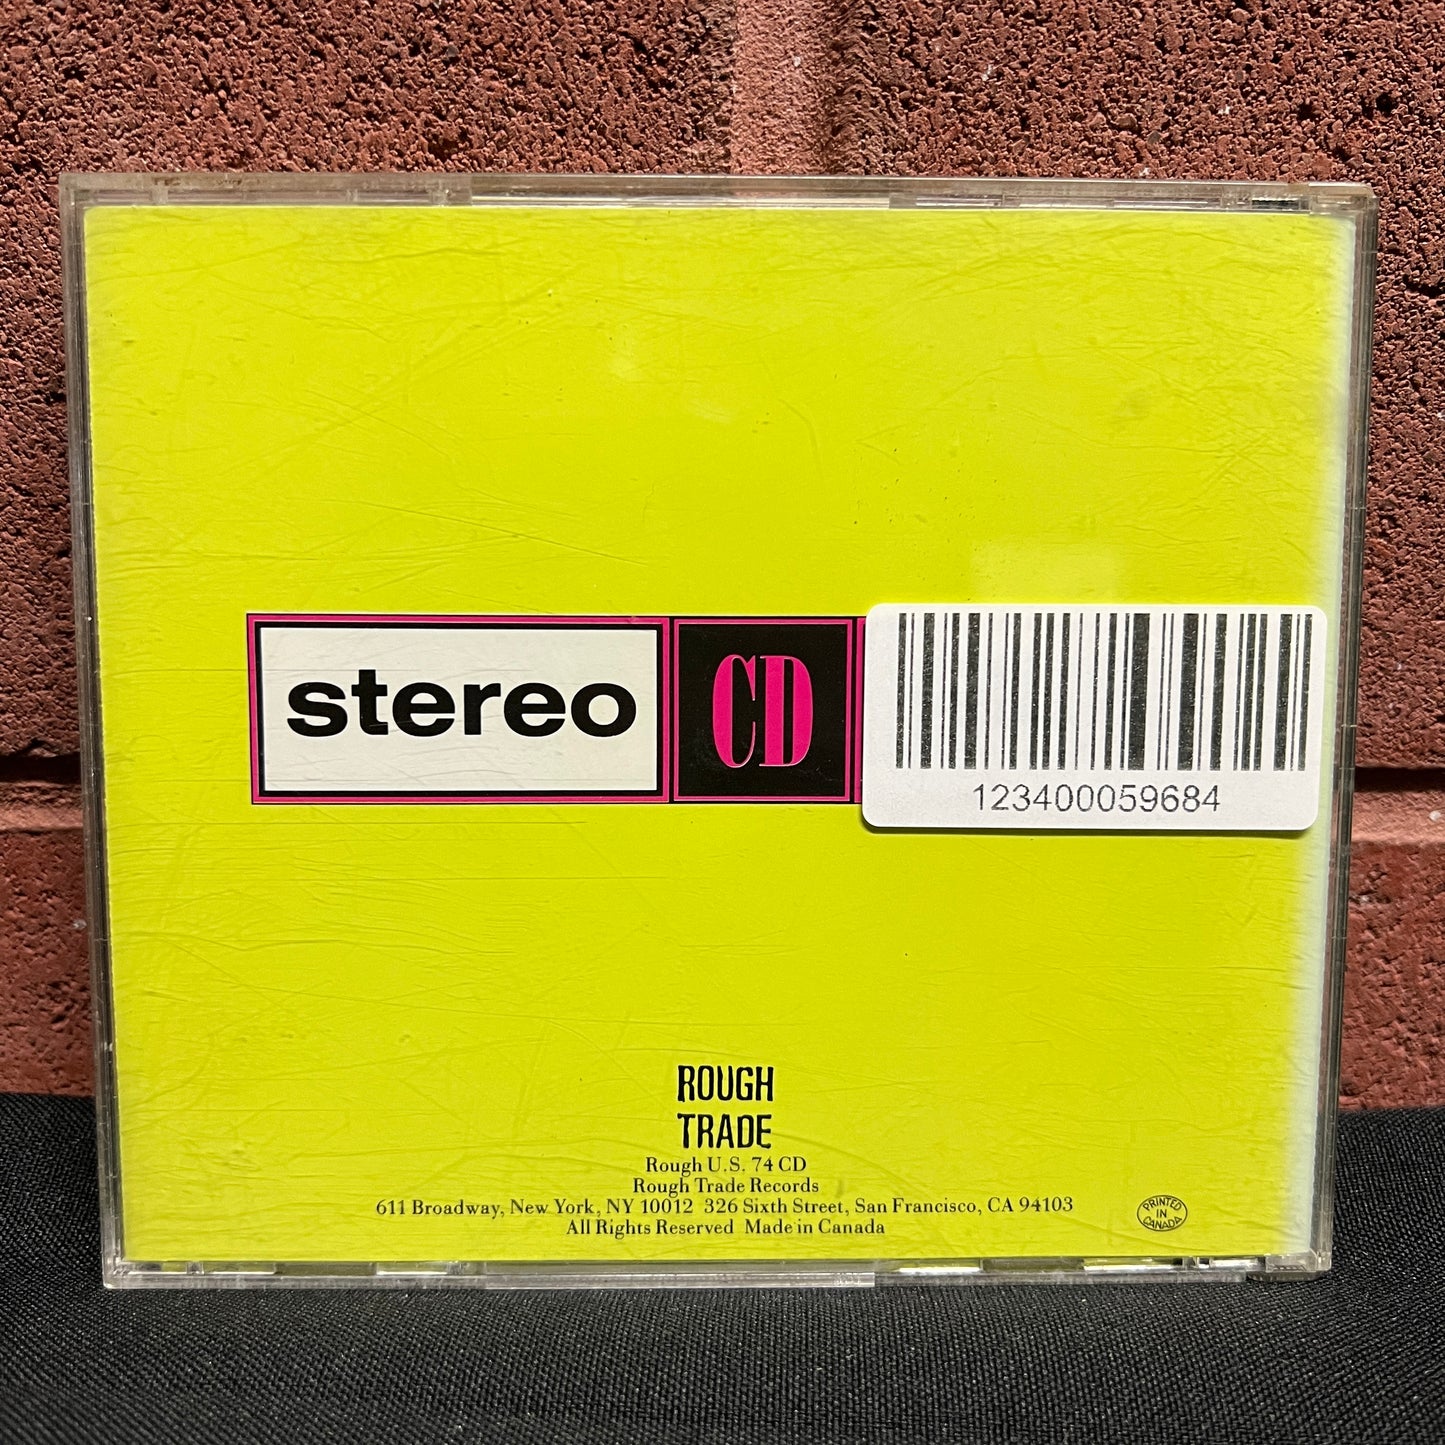 stereo
CD
123400059684
ROUGH
TRADE
Rough U.S. 74 CD
Rough Trade Records
611 Broadway, New York, NY 10012 326 Sixth Street, San Francisco, CA 94103
All Rights Reserved Made in Canada
PRINTED
IN
CANADA